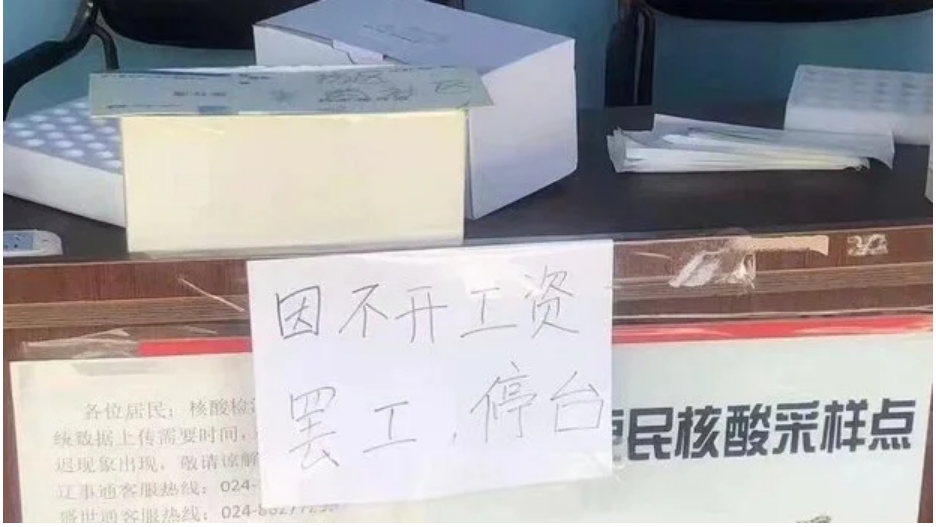 因不开工资
罢工，停台
民核酸采样点
各位居民：核酸检
统数据上传需要时间，
迟现象出现，敬请谅解
辽事通客服热线：024-
盛世通客服热线：024-